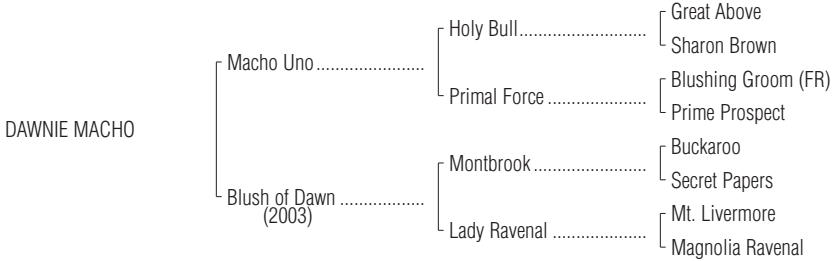 Great Above
Holy Bull
Sharon Brown
Macho Uno
Blushing Groom (FR)
Primal Force
Prime Prospect
DAWNIE MACHO
Buckaroo
Montbrook
Secret Papers
Blush of Dawn
(2003)
Mt. Livermore
Lady Ravenal
Magnolia Ravenal